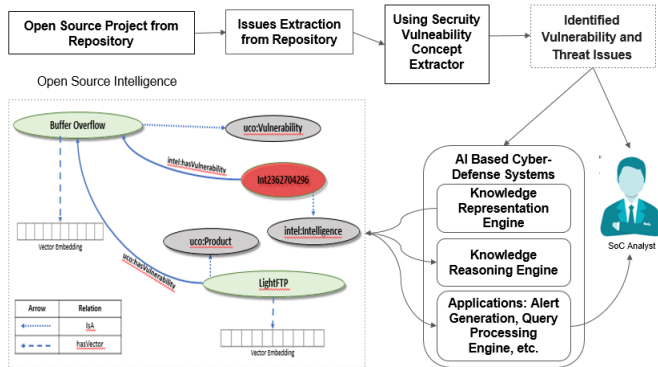 Open Source Project from
Repository
Issues Extraction
from Repository
Using Secruity
Vulneability
Concept
Extractor
Identified
Vulnerability and
Threat Issues
Open Source Intelligence
Buffer Overflow
uco:Vulnerability
intel:hasVulnerability
Int2362704296
intel:Intelligence
uco:Product
uco:hasVulnerability
LightFTP
Vector Embedding
Vector Embedding
Arrow Relation
IsA
hasVector
AI Based Cyber-
Defense Systems
Knowledge
Representation
Engine
Knowledge
Reasoning Engine
Applications: Alert
Generation, Query
Processing
Engine, etc.
SoC Analyst